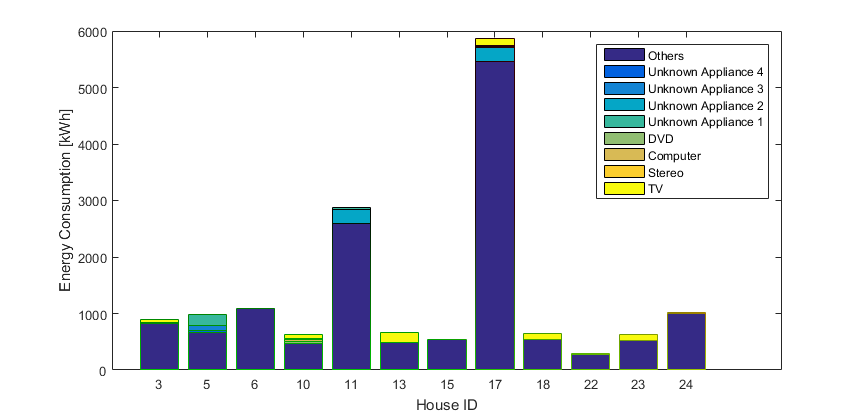 6000
5000
4000
3000
2000
1000
0
Energy Consumption [kWh]
Others
Unknown Appliance 4
Unknown Appliance 3
Unknown Appliance 2
Unknown Appliance 1
DVD
Computer
Stereo
TV
3 5 6 10 11 13 15 17 18 22 23 24
House ID